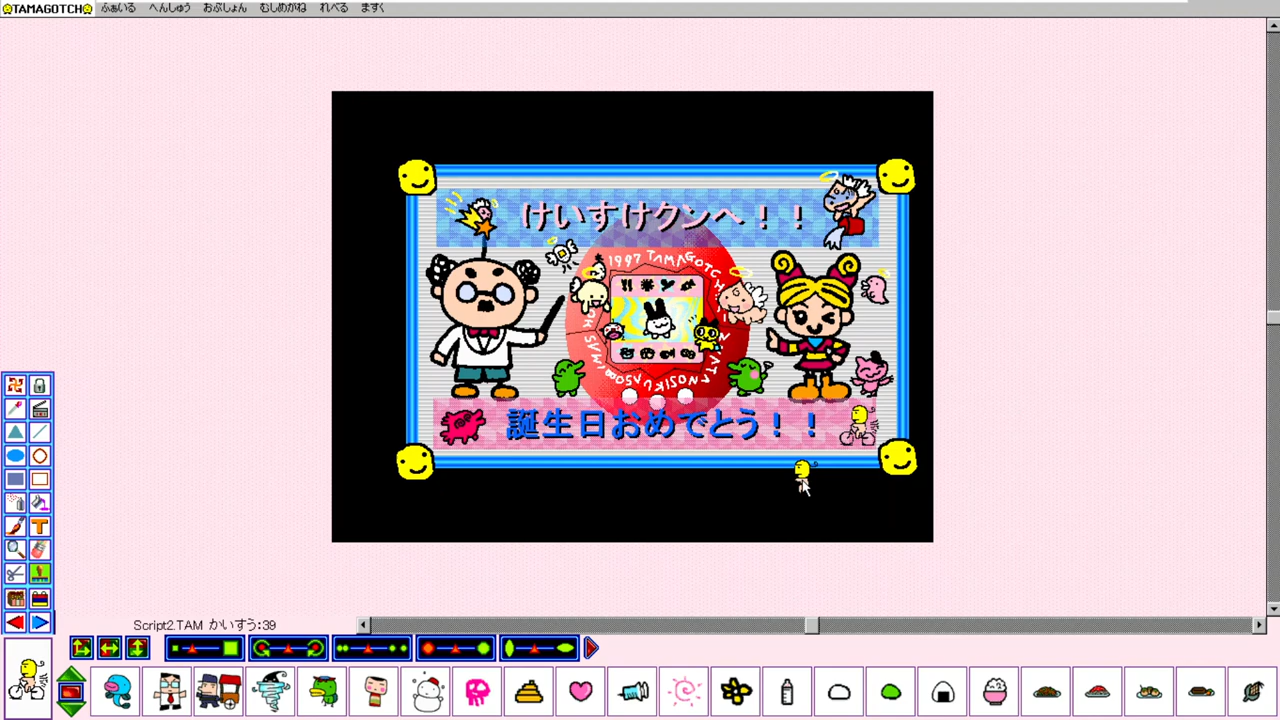 TAMAGOTCH
ふぁいる へんしゅう おぷしょん むしめがね れべる ますく
けいすけクンへ！！
1997 TAMAGOTCH
誕生日おめでとう！！
Script2.TAM かいすう:39